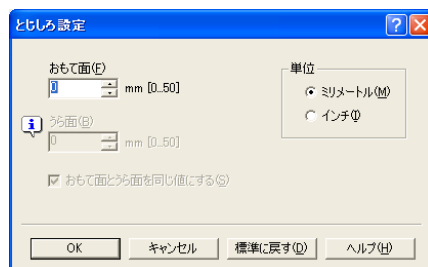 とじしろ設定
おもて面(F)
0 mm [0..50]
うら面(B)
0 mm [0..50]
おもて面とうら面を同じ値にする(S)
単位
ミリメートル(M)
インチ(I)
OK キャンセル 標準に戻す(D) ヘルプ(H)